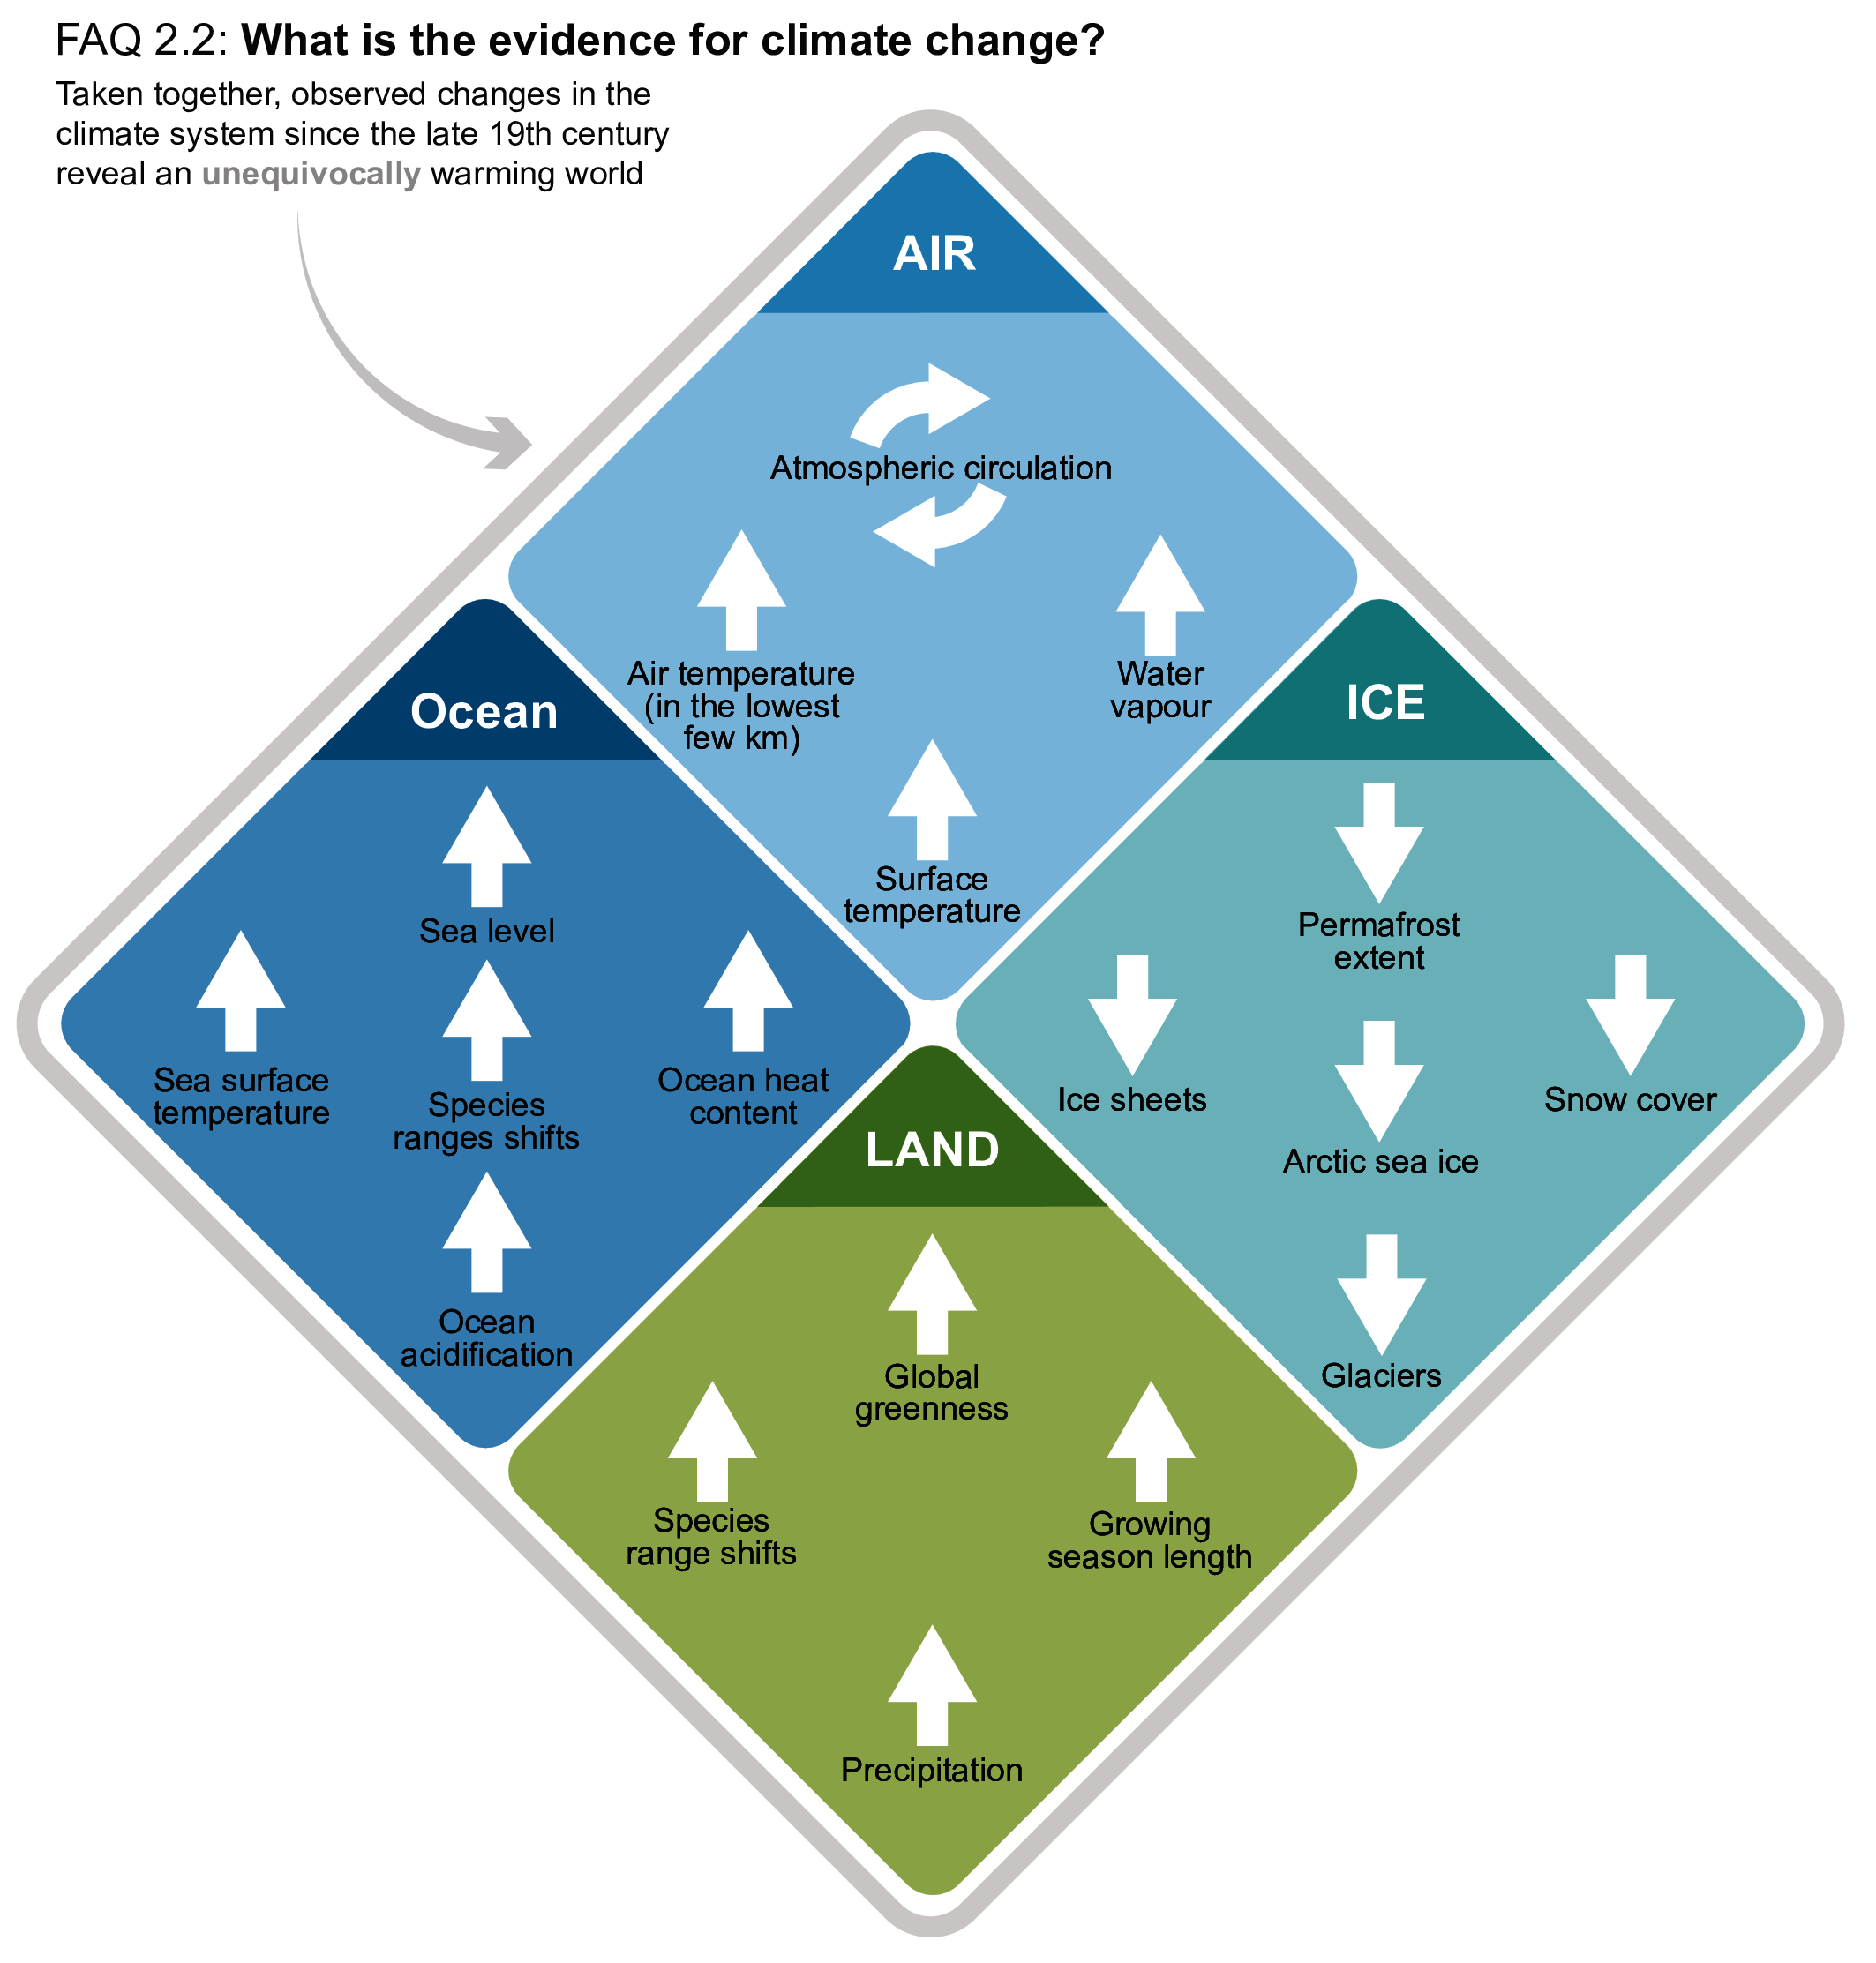 FAQ 2.2: What is the evidence for climate change?
Taken together, observed changes in the
climate system since the late 19th century
reveal an unequivocally warming world
AIR
Atmospheric circulation
Air temperature
(in the lowest
few km)
Water
vapour
Surface
temperature
Ocean
Sea level
Sea surface
temperature
Species
ranges shifts
Ocean heat
content
Ocean
acidification
ICE
Permafrost
extent
Ice sheets
Snow cover
Arctic sea ice
Glaciers
LAND
Global
greenness
Species
range shifts
Growing
season length
Precipitation